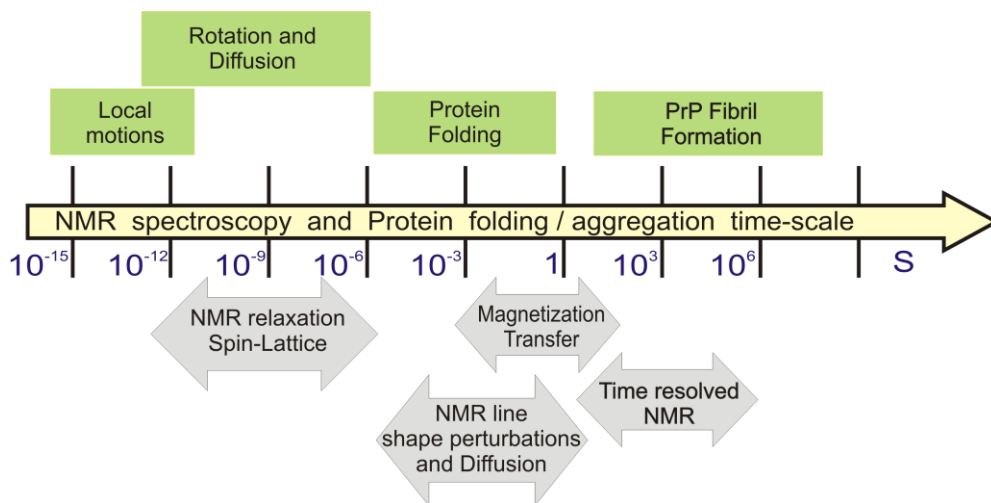 Rotation and
Diffusion
Local
motions
Protein
Folding
PrP Fibril
Formation
NMR spectroscopy and Protein folding / aggregation time-scale
10⁻¹⁵ 10⁻¹² 10⁻⁹ 10⁻⁶ 10⁻³ 1 10³ 10⁶ S
NMR relaxation
Spin-Lattice
Magnetization
Transfer
NMR line
shape perturbations
and Diffusion
Time resolved
NMR